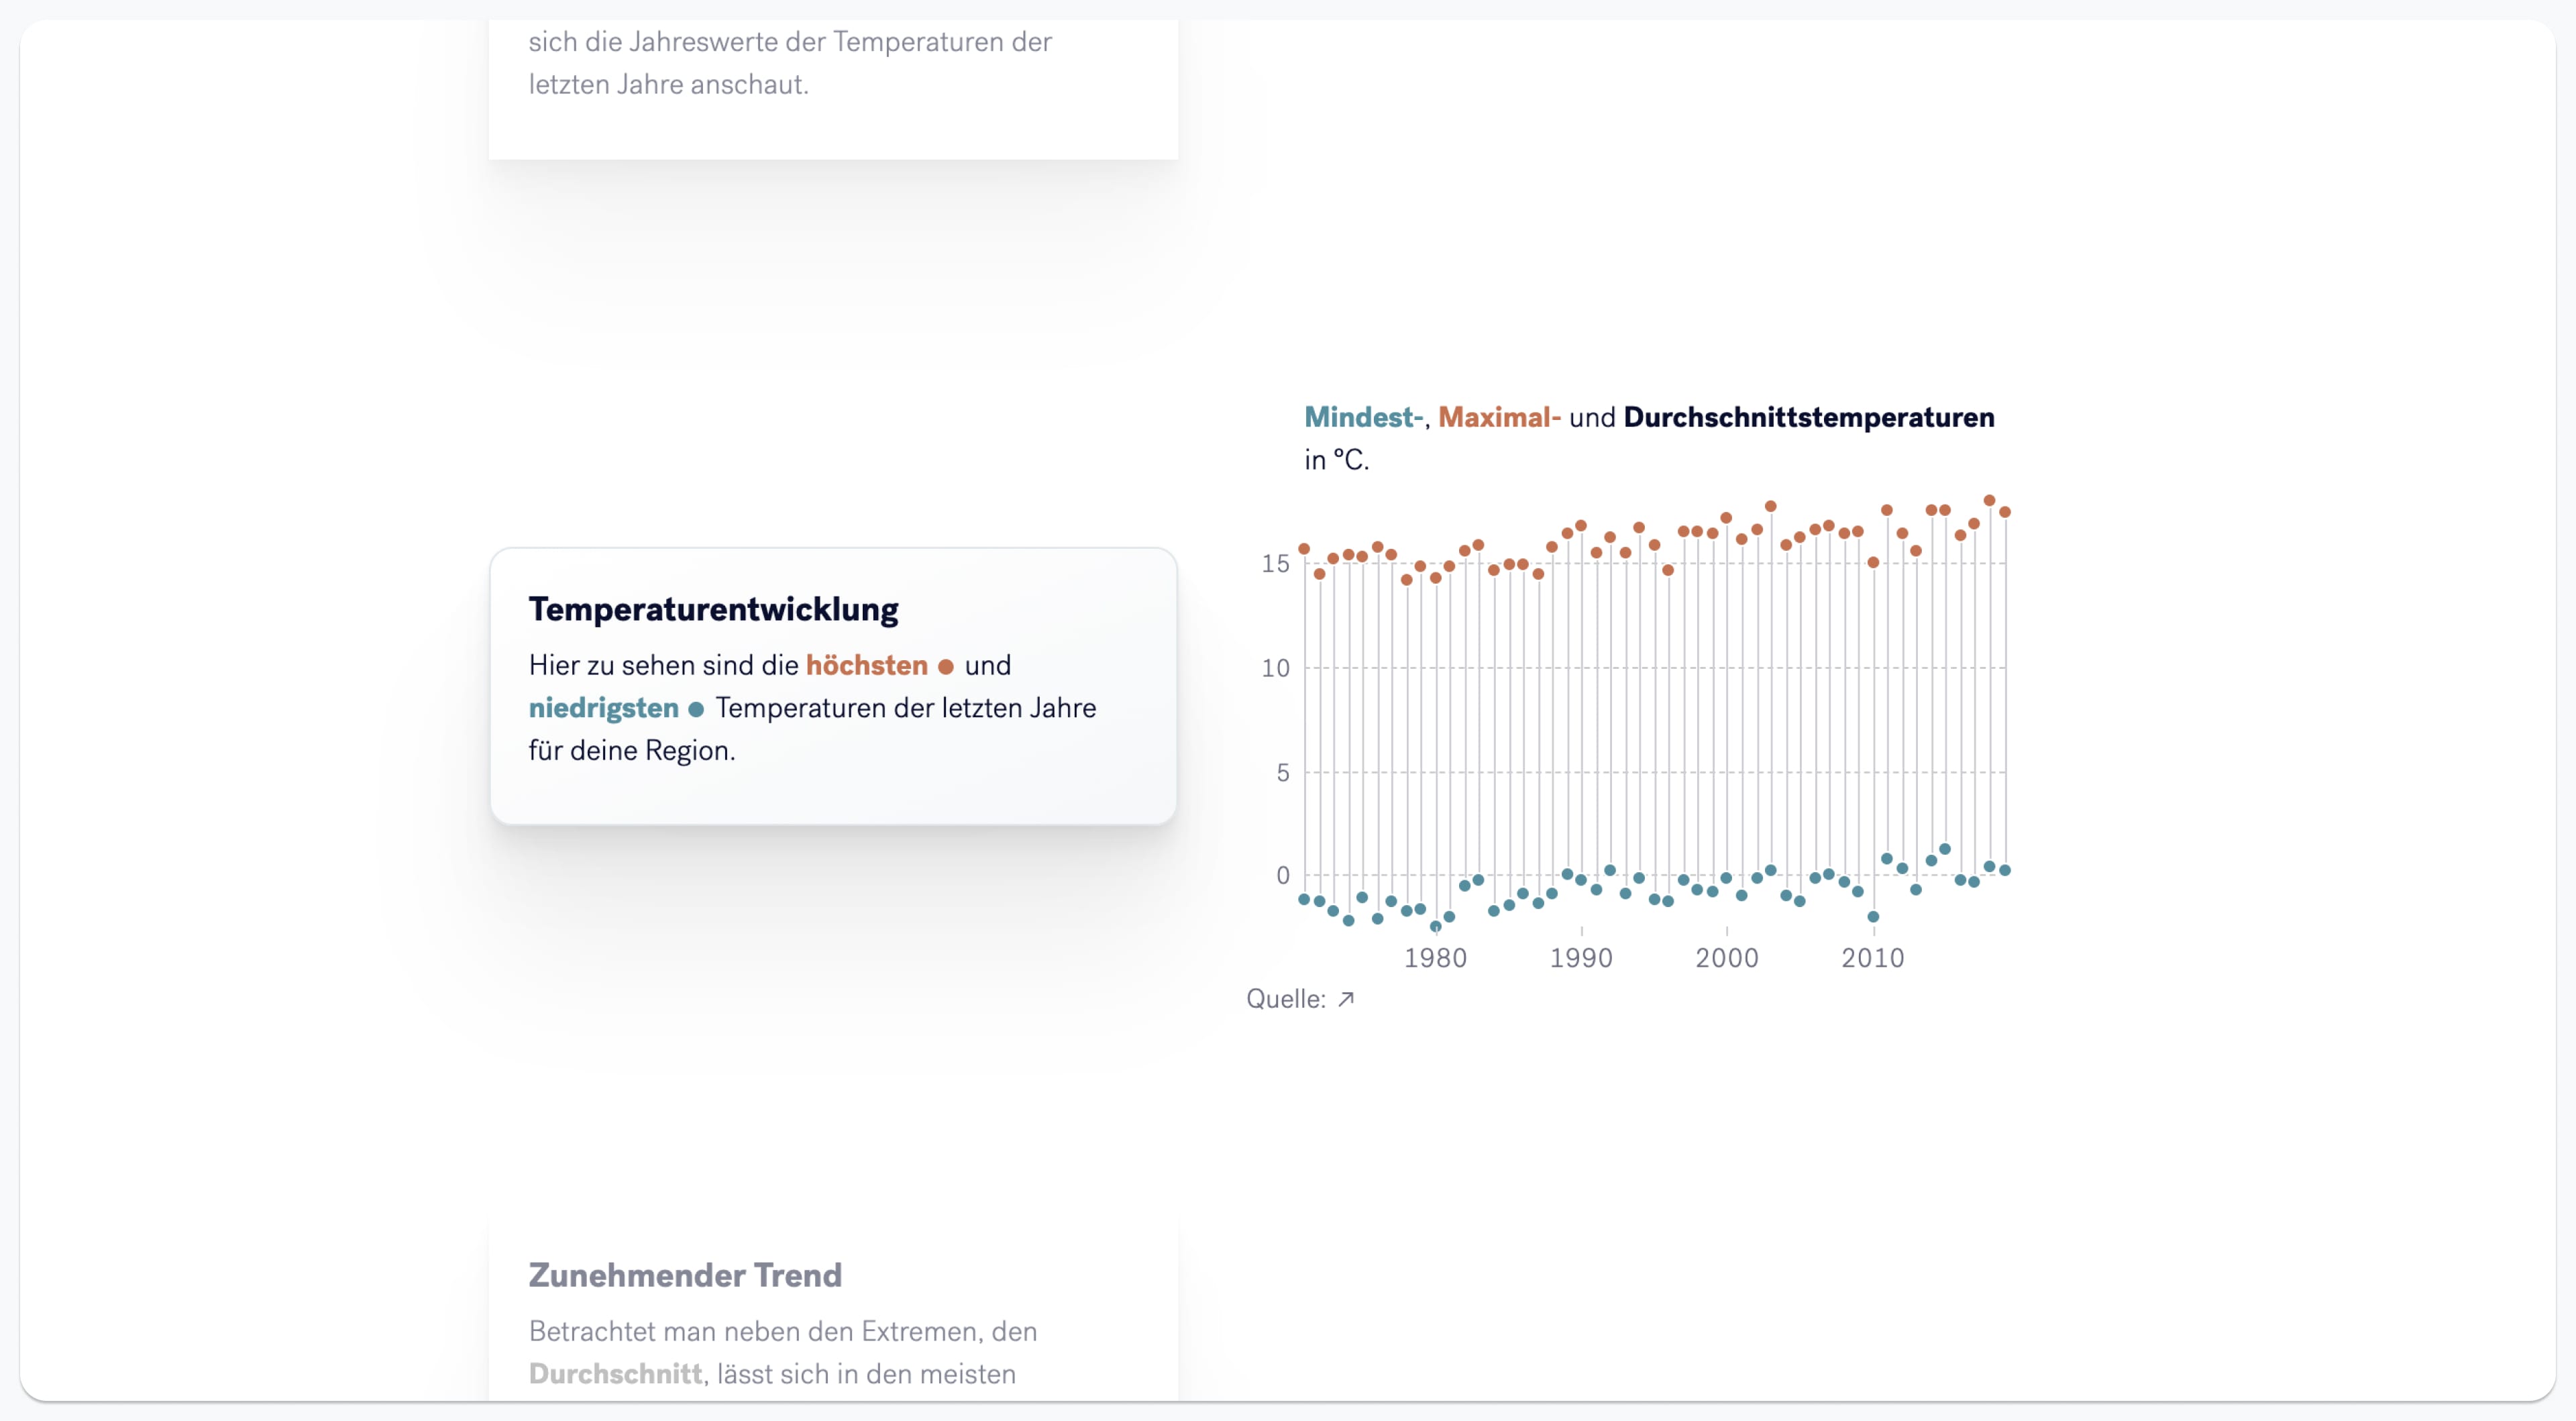 sich die Jahreswerte der Temperaturen der
letzten Jahre anschaut.
Temperaturentwicklung
Hier zu sehen sind die höchsten und
niedrigsten Temperaturen der letzten Jahre
für deine Region.
Zunehmender Trend
Betrachtet man neben den Extremen, den
Durchschnitt, lässt sich in den meisten
Mindest-, Maximal- und Durchschnittstemperaturen
in °C.
15
10
5
0
1980 1990 2000 2010
Quelle: ↗